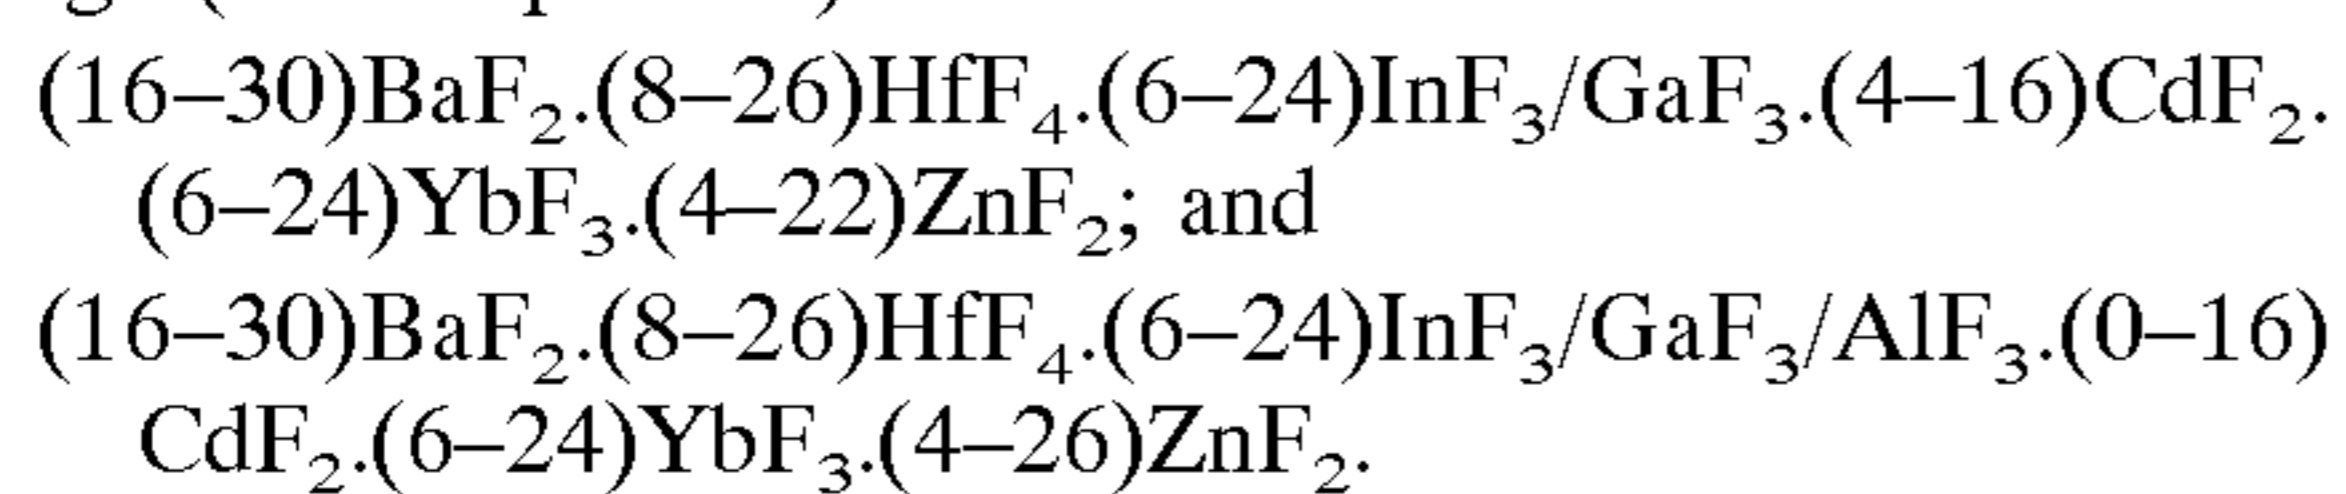 (16–30)BaF₂.(8–26)HfF₄.(6–24)InF₃/GaF₃.(4–16)CdF₂.
(6–24)YbF₃.(4–22)ZnF₂; and
(16–30)BaF₂.(8–26)HfF₄.(6–24)InF₃/GaF₃/AlF₃.(0–16)
CdF₂.(6–24)YbF₃.(4–26)ZnF₂.